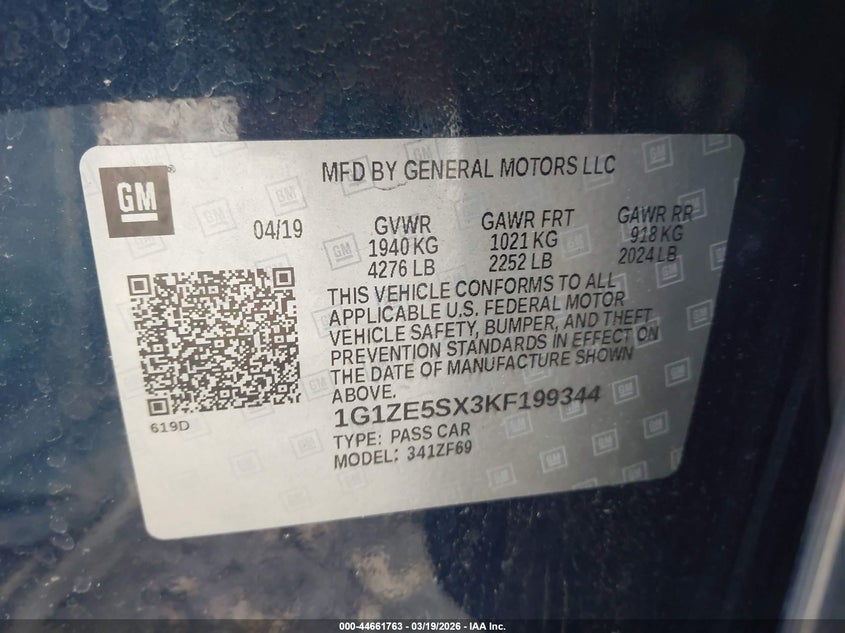 GM
MFD BY GENERAL MOTORS LLC
04/19
GVWR
1940 KG
4276 LB
GAWR FRT
1021 KG
2252 LB
GAWR RR
918 KG
2024 LB
THIS VEHICLE CONFORMS TO ALL
APPLICABLE U.S. FEDERAL MOTOR
VEHICLE SAFETY, BUMPER, AND THEFT
PREVENTION STANDARDS IN EFFECT ON
THE DATE OF MANUFACTURE SHOWN
ABOVE.
619D
1G1ZE5SX3KF199344
TYPE: PASS CAR
MODEL: 341ZF69
000-44661763 - 03/19/2026 - IAA Inc.